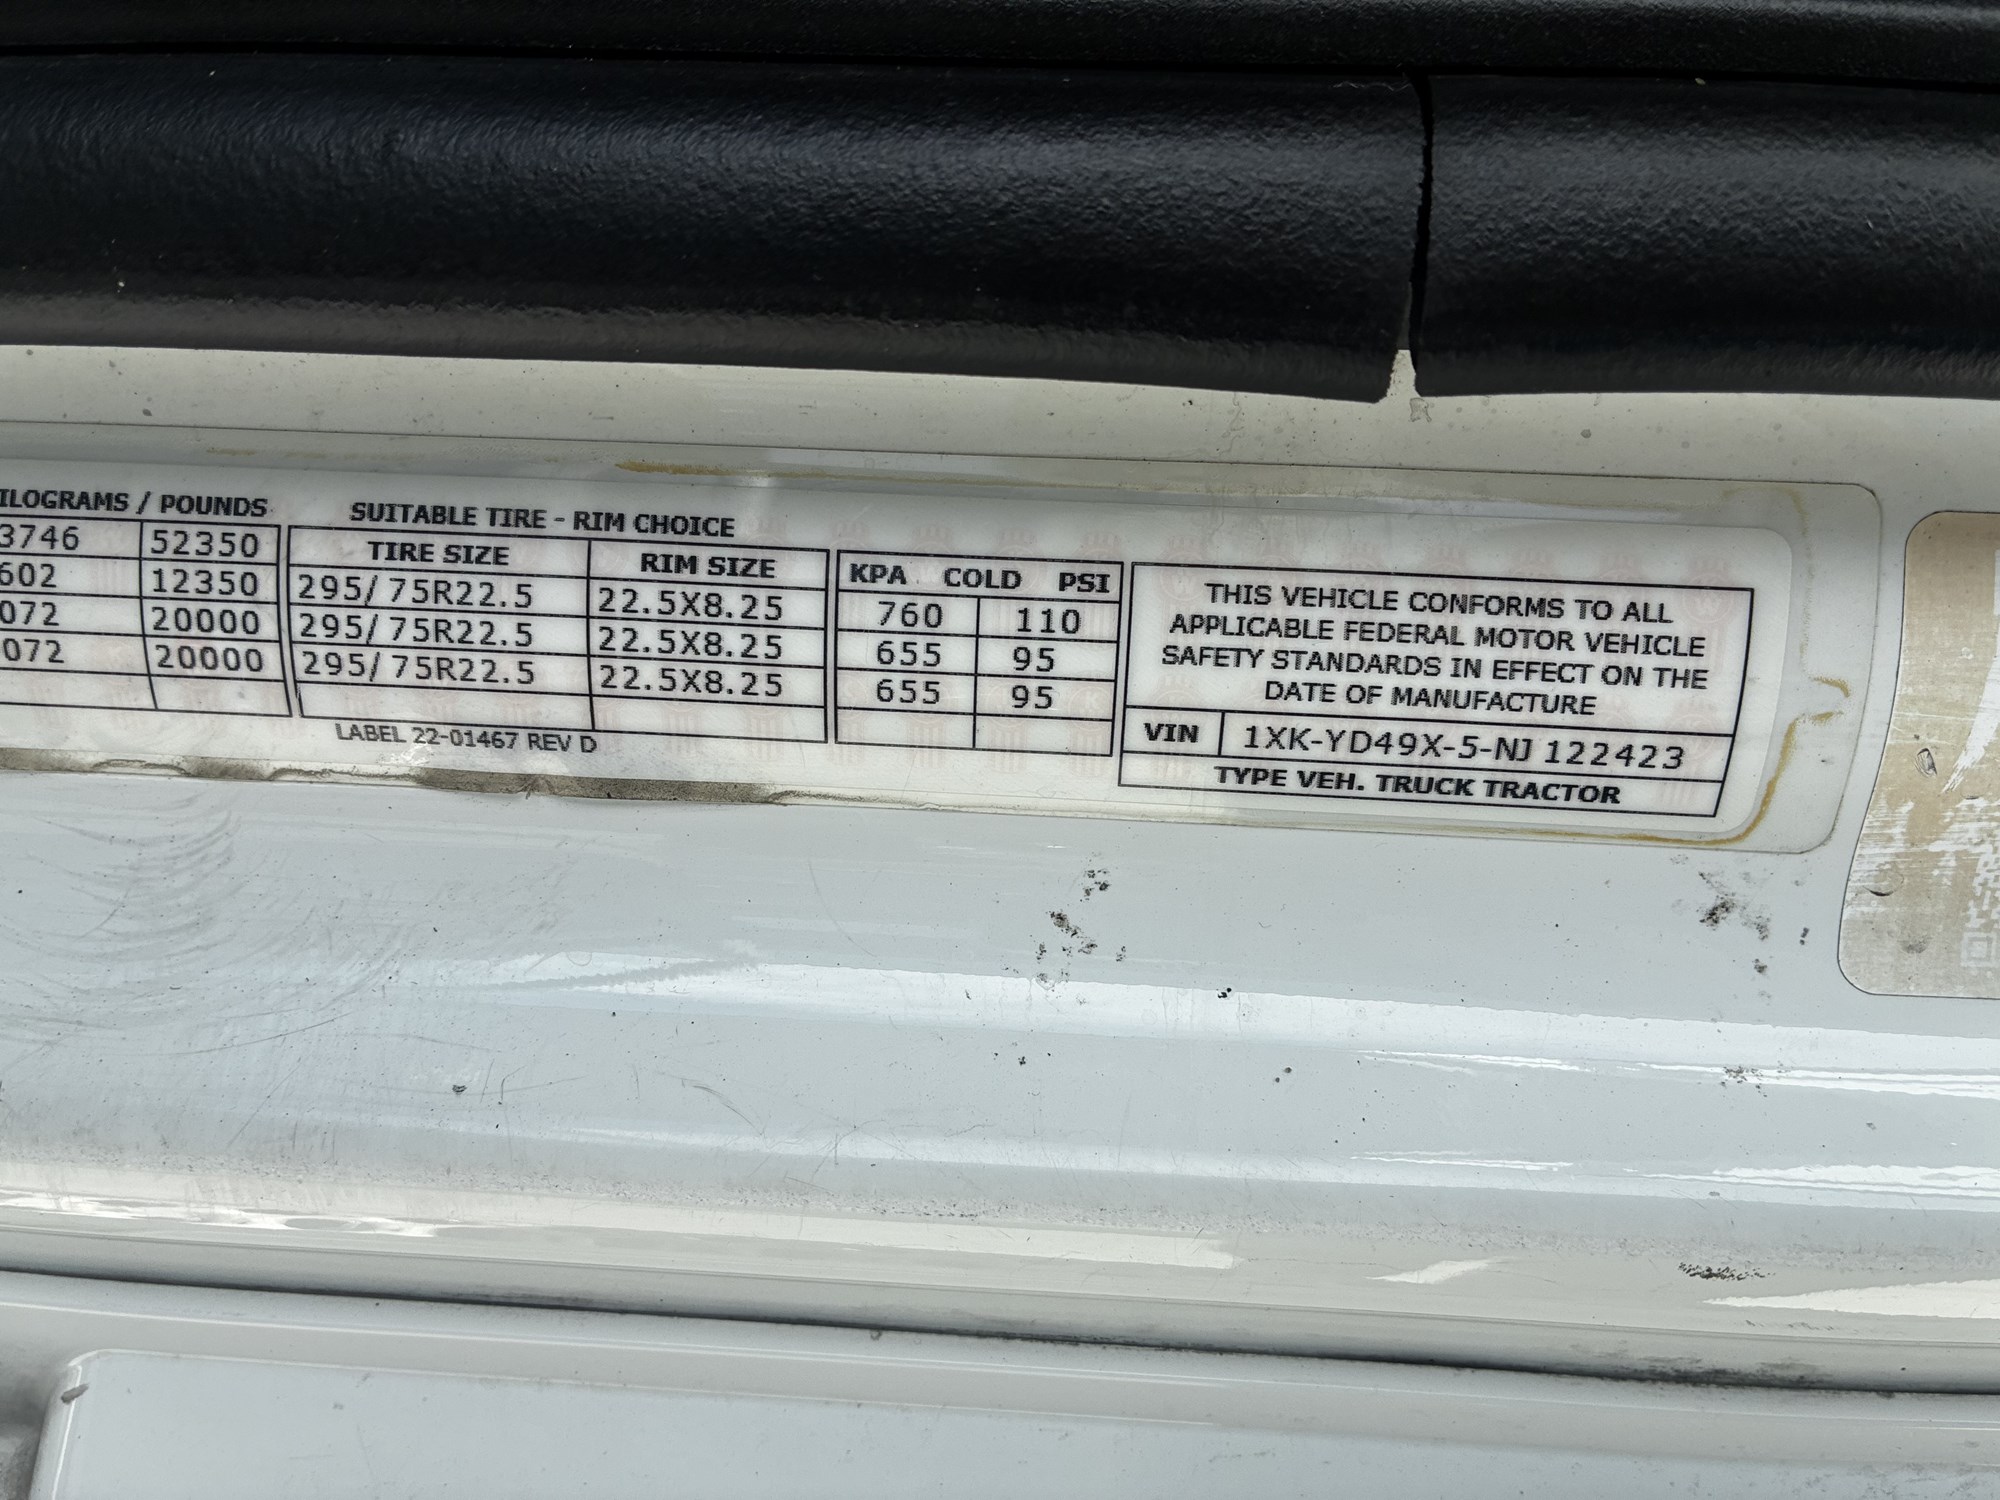 ILOGRAMS / POUNDS
3746 52350
602 12350
072 20000
072 20000
SUITABLE TIRE - RIM CHOICE
TIRE SIZE RIM SIZE
295/75R22.5 22.5X8.25
295/75R22.5 22.5X8.25
295/75R22.5 22.5X8.25
LABEL 22-01467 REV D
KPA COLD PSI
760 110
655 95
655 95
THIS VEHICLE CONFORMS TO ALL
APPLICABLE FEDERAL MOTOR VEHICLE
SAFETY STANDARDS IN EFFECT ON THE
DATE OF MANUFACTURE
VIN 1XK-YD49X-5-NJ 122423
TYPE VEH. TRUCK TRACTOR